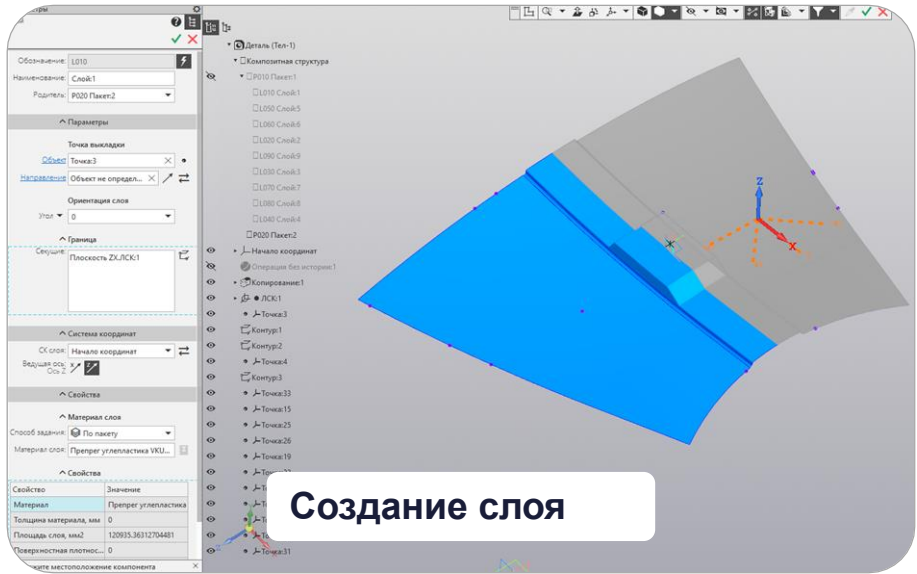 Обозначение: L010
Наименование: Слой:1
Родитель: P020 Пакет:2
Параметры
Точка выкладки
Объект Точка:3
Направление Объект не определ...
Ориентация слоя
Угол 0
Граница
Секущие: Плоскость ZX.ЛСК:1
Система координат
СК слоя: Начало координат
Ведущая ось:
Ось Z
Свойства
Материал слоя
Способ задания: По пакету
Материал слоя: Препрег углепластика VKU...
Свойства
Свойство Значение
Материал Препрег углепластика
Толщина материала, мм 0
Площадь слоя, мм2 120935.36312704481
Поверхностная плотнос... 0
жите местоположение компонента
Деталь (Тел-1)
Композитная структура
P010 Пакет:1
L010 Слой:1
L050 Слой:5
L060 Слой:6
L020 Слой:2
L090 Слой:9
L030 Слой:3
L070 Слой:7
L080 Слой:8
L040 Слой:4
P020 Пакет:2
Начало координат
Операция без истории:1
Копирование:1
ЛСК:1
Точка:3
Контур:1
Контур:2
Точка:4
Контур:3
Точка:33
Точка:15
Точка:25
Точка:26
Точка:19
Точка:31
Z
X
Создание слоя